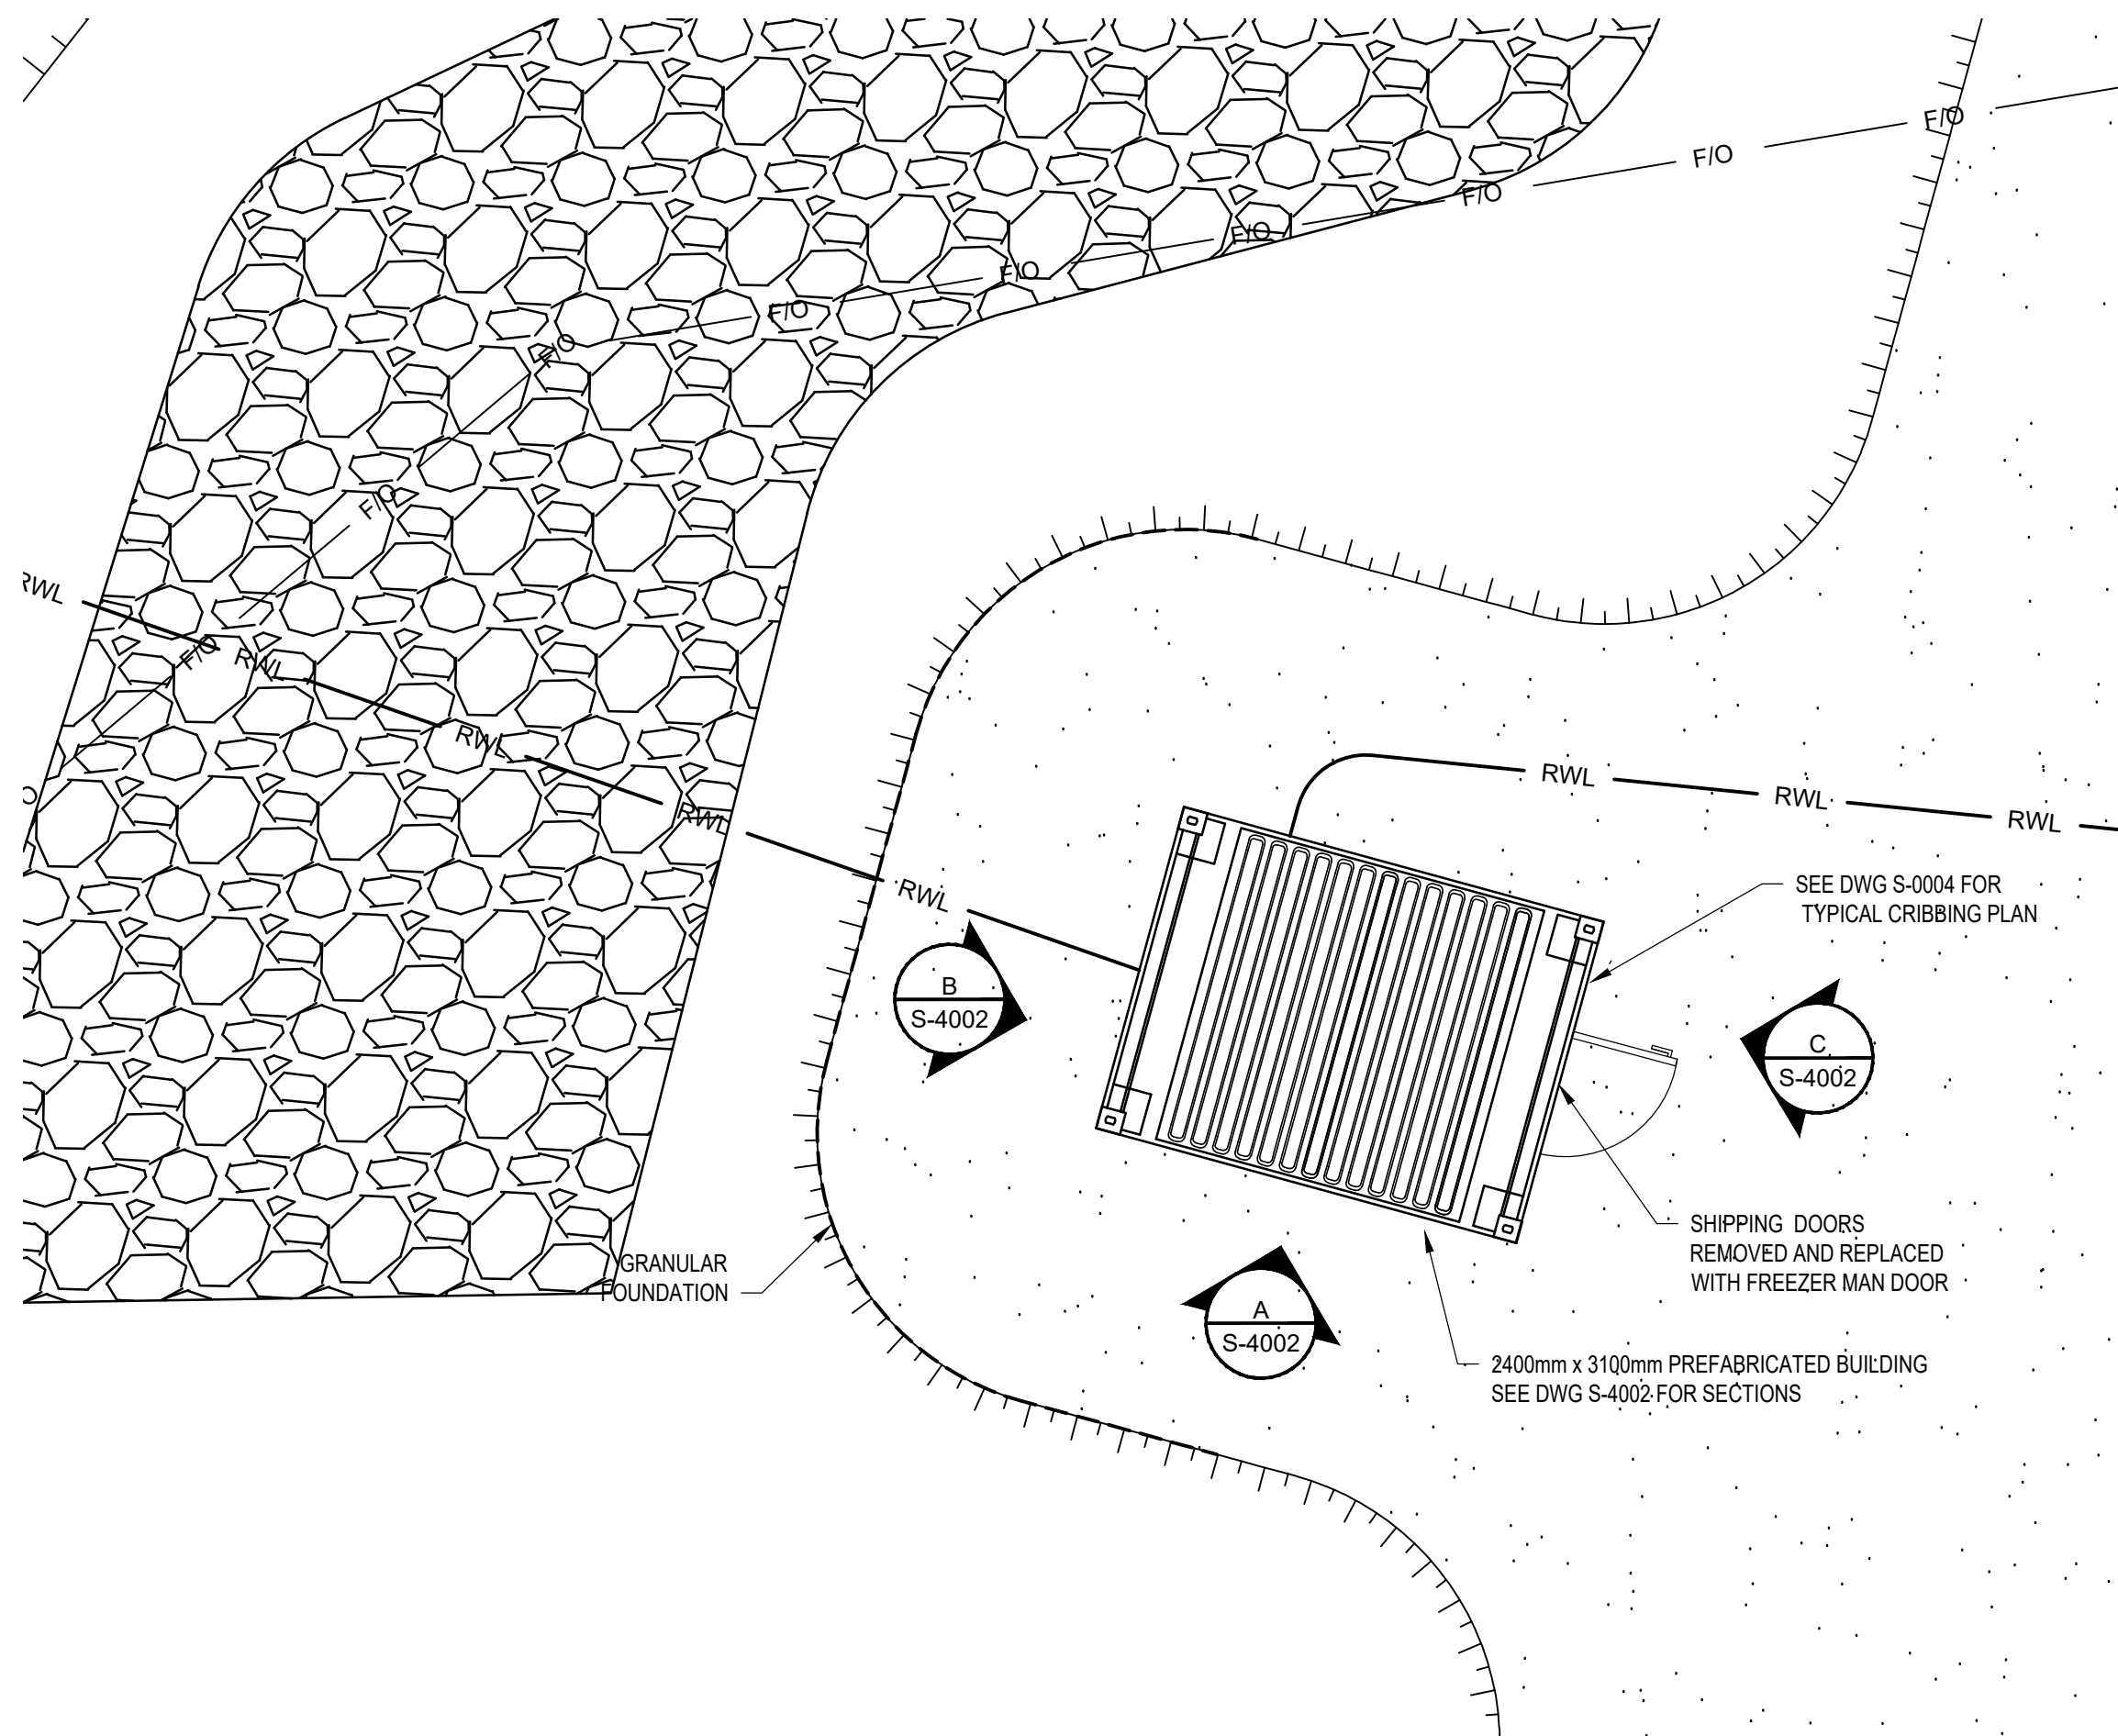 F/O
F/O
F/O
F/O
F/O
F/O
F/O
F/O
F/O
RWL
RWL
RWL
RWL
RWL
RWL
RWL
RWL
SEE DWG S-0004 FOR
TYPICAL CRIBBING PLAN
B
S-4002
C
S-4002
SHIPPING DOORS
REMOVED AND REPLACED
WITH FREEZER MAN DOOR
GRANULAR
FOUNDATION
A
S-4002
2400mm x 3100mm PREFABRICATED BUILDING
SEE DWG S-4002 FOR SECTIONS